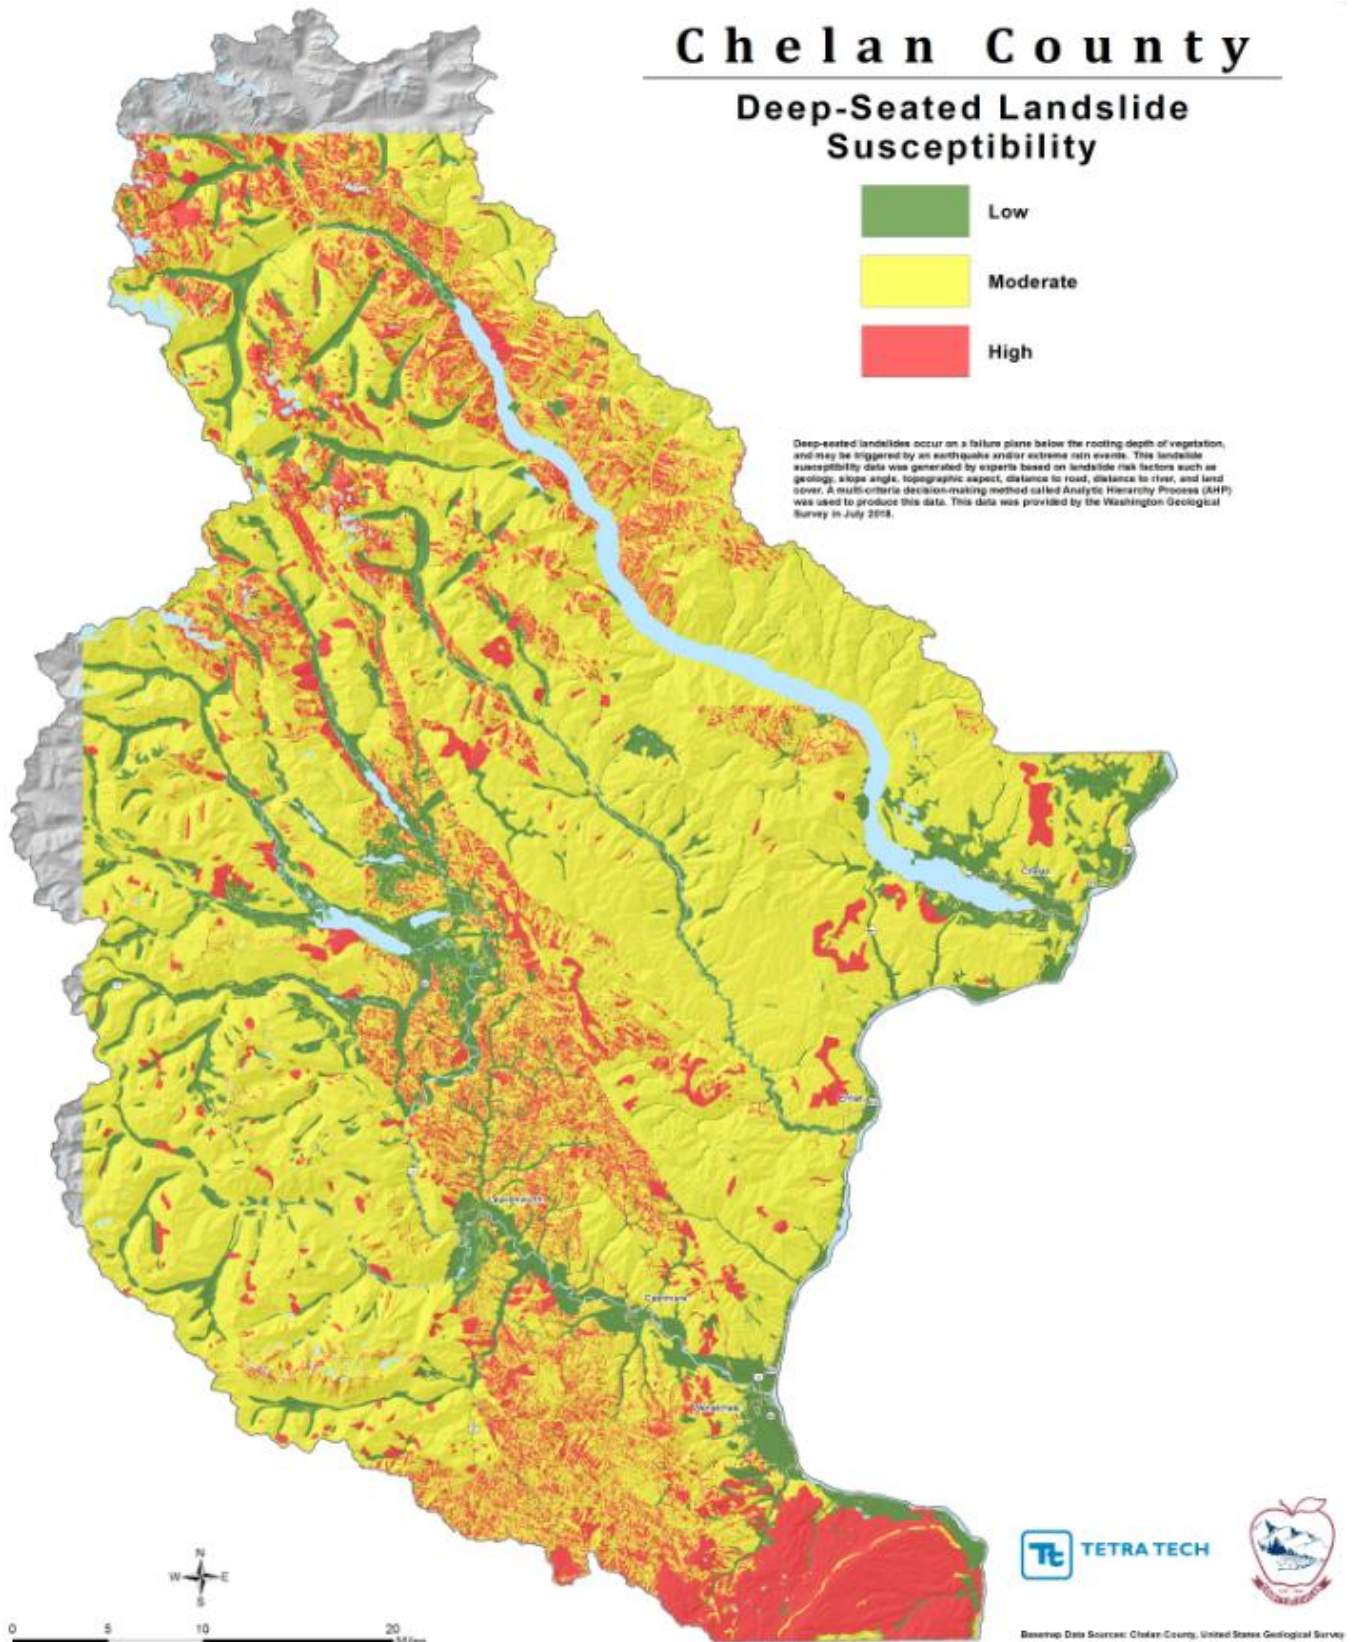 Chelan County
Deep-Seated Landslide
Susceptibility
Low
Moderate
High
Deep-seated landslides occur on a failure plane below the rooting depth of vegetation,
and may be triggered by an earthquake and/or extreme rain events. This landslide
susceptibility data was generated by experts based on landslide risk factors such as
geology, slope angle, topographic aspect, distance to road, distance to river, and land
cover. A multi-criteria decision-making method called Analytic Hierarchy Process (AHP)
was used to produce this data. This data was provided by the Washington Geological
Survey in July 2018.
Chelan
Entiat
Leavenworth
Cashmere
Wenatchee
N
W E
S
0 5 10 20
Miles
Tt TETRA TECH
Basemap Data Sources: Chelan County, United States Geological Survey